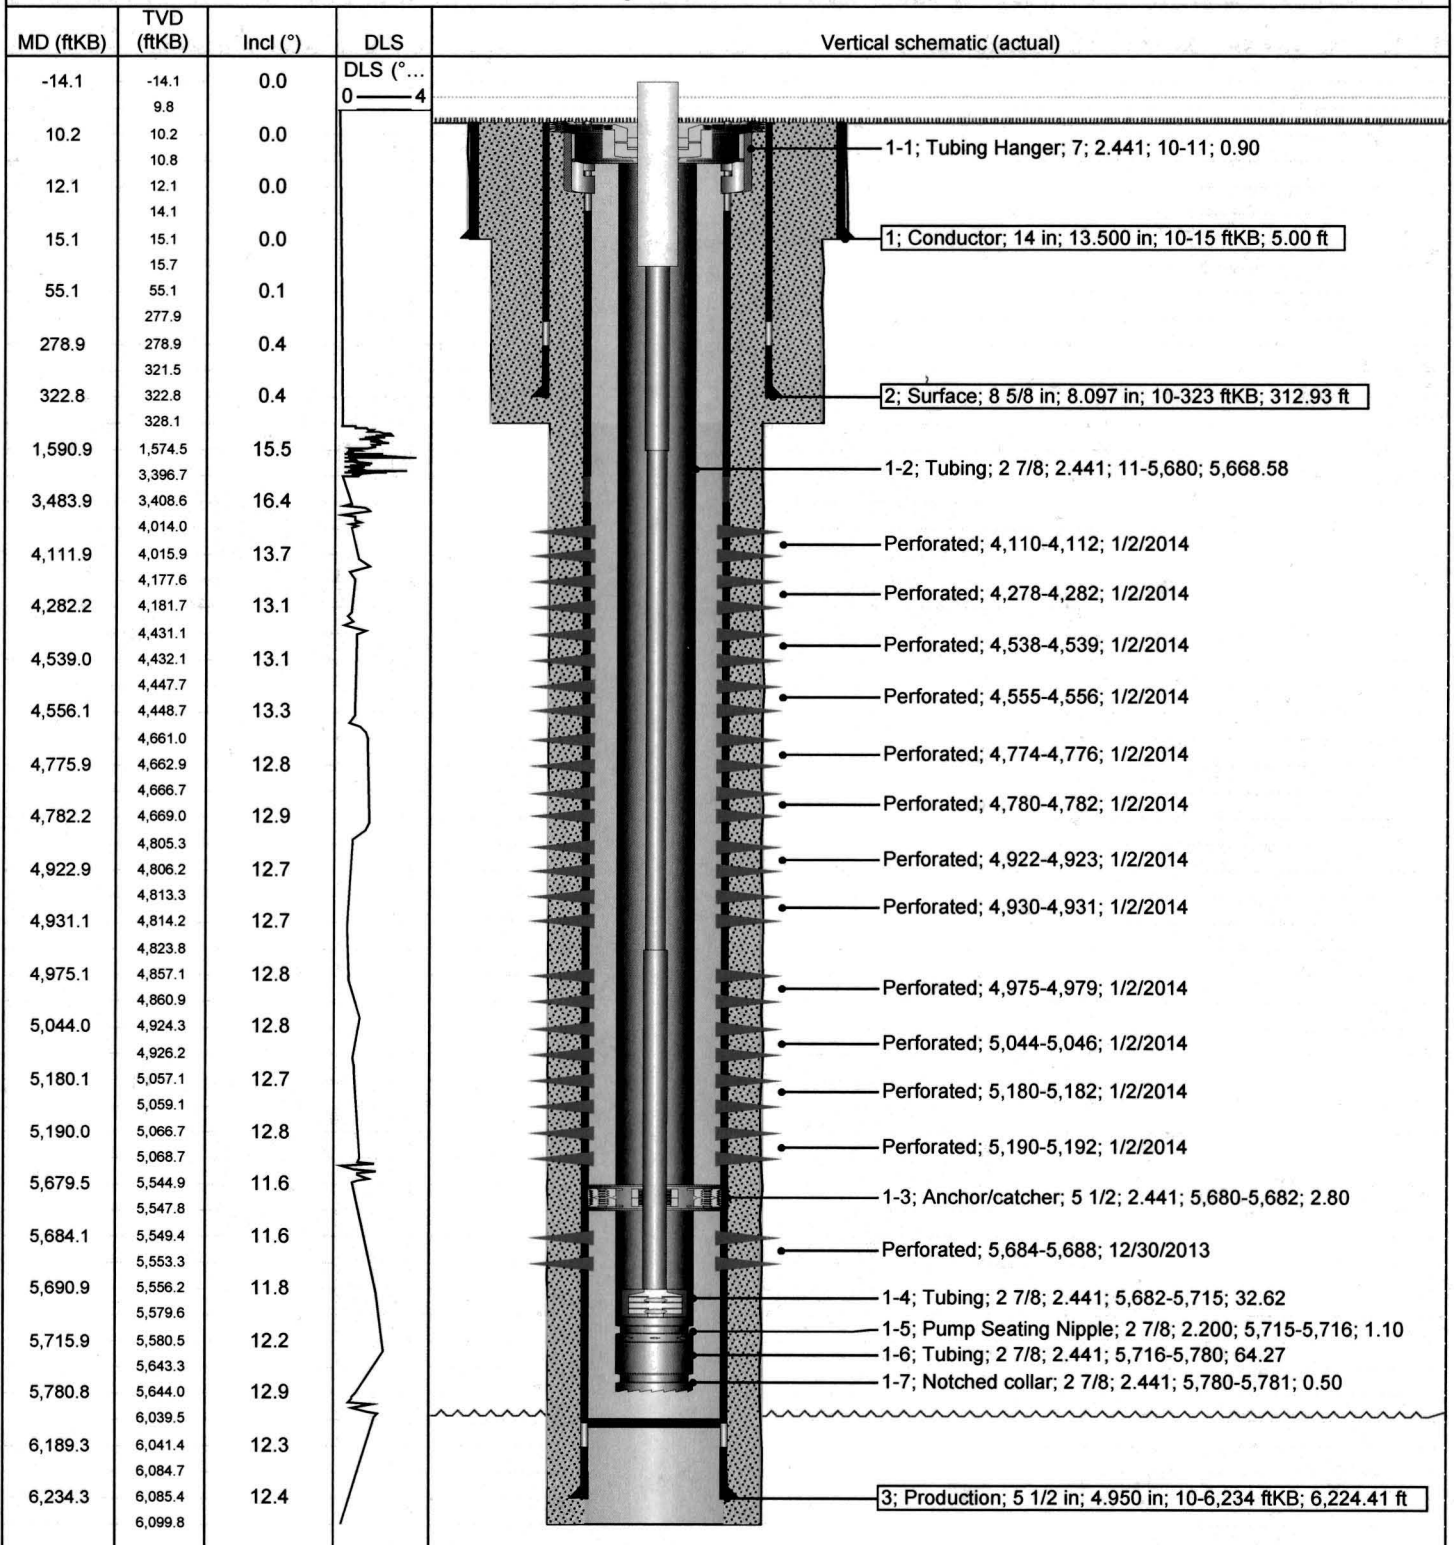 MD (ftKB) TVD (ftKB) Incl (°) DLS Vertical schematic (actual)
DLS (°...
0 4
-14.1 -14.1 0.0
9.8
10.2 10.2 0.0
10.8
1-1; Tubing Hanger; 7; 2.441; 10-11; 0.90
12.1 12.1 0.0
14.1
15.1 15.1 0.0
1; Conductor; 14 in; 13.500 in; 10-15 ftKB; 5.00 ft
15.7
55.1 55.1 0.1
277.9
278.9 278.9 0.4
321.5
322.8 322.8 0.4
2; Surface; 8 5/8 in; 8.097 in; 10-323 ftKB; 312.93 ft
328.1
1,590.9 1,574.5 15.5
1-2; Tubing; 2 7/8; 2.441; 11-5,680; 5,668.58
3,396.7
3,483.9 3,408.6 16.4
4,014.0
Perforated; 4,110-4,112; 1/2/2014
4,111.9 4,015.9 13.7
4,177.6
Perforated; 4,278-4,282; 1/2/2014
4,282.2 4,181.7 13.1
4,431.1
Perforated; 4,538-4,539; 1/2/2014
4,539.0 4,432.1 13.1
4,447.7
Perforated; 4,555-4,556; 1/2/2014
4,556.1 4,448.7 13.3
4,661.0
Perforated; 4,774-4,776; 1/2/2014
4,775.9 4,662.9 12.8
4,666.7
Perforated; 4,780-4,782; 1/2/2014
4,782.2 4,669.0 12.9
4,805.3
Perforated; 4,922-4,923; 1/2/2014
4,922.9 4,806.2 12.7
4,813.3
Perforated; 4,930-4,931; 1/2/2014
4,931.1 4,814.2 12.7
4,823.8
4,975.1 4,857.1 12.8
Perforated; 4,975-4,979; 1/2/2014
4,860.9
5,044.0 4,924.3 12.8
Perforated; 5,044-5,046; 1/2/2014
4,926.2
5,180.1 5,057.1 12.7
Perforated; 5,180-5,182; 1/2/2014
5,059.1
5,190.0 5,066.7 12.8
Perforated; 5,190-5,192; 1/2/2014
5,068.7
5,679.5 5,544.9 11.6
1-3; Anchor/catcher; 5 1/2; 2.441; 5,680-5,682; 2.80
5,547.8
5,684.1 5,549.4 11.6
Perforated; 5,684-5,688; 12/30/2013
5,553.3
5,690.9 5,556.2 11.8
1-4; Tubing; 2 7/8; 2.441; 5,682-5,715; 32.62
5,579.6
1-5; Pump Seating Nipple; 2 7/8; 2.200; 5,715-5,716; 1.10
5,715.9 5,580.5 12.2
1-6; Tubing; 2 7/8; 2.441; 5,716-5,780; 64.27
5,643.3
1-7; Notched collar; 2 7/8; 2.441; 5,780-5,781; 0.50
5,780.8 5,644.0 12.9
6,039.5
6,189.3 6,041.4 12.3
6,084.7
6,234.3 6,085.4 12.4
3; Production; 5 1/2 in; 4.950 in; 10-6,234 ftKB; 6,224.41 ft
6,099.8